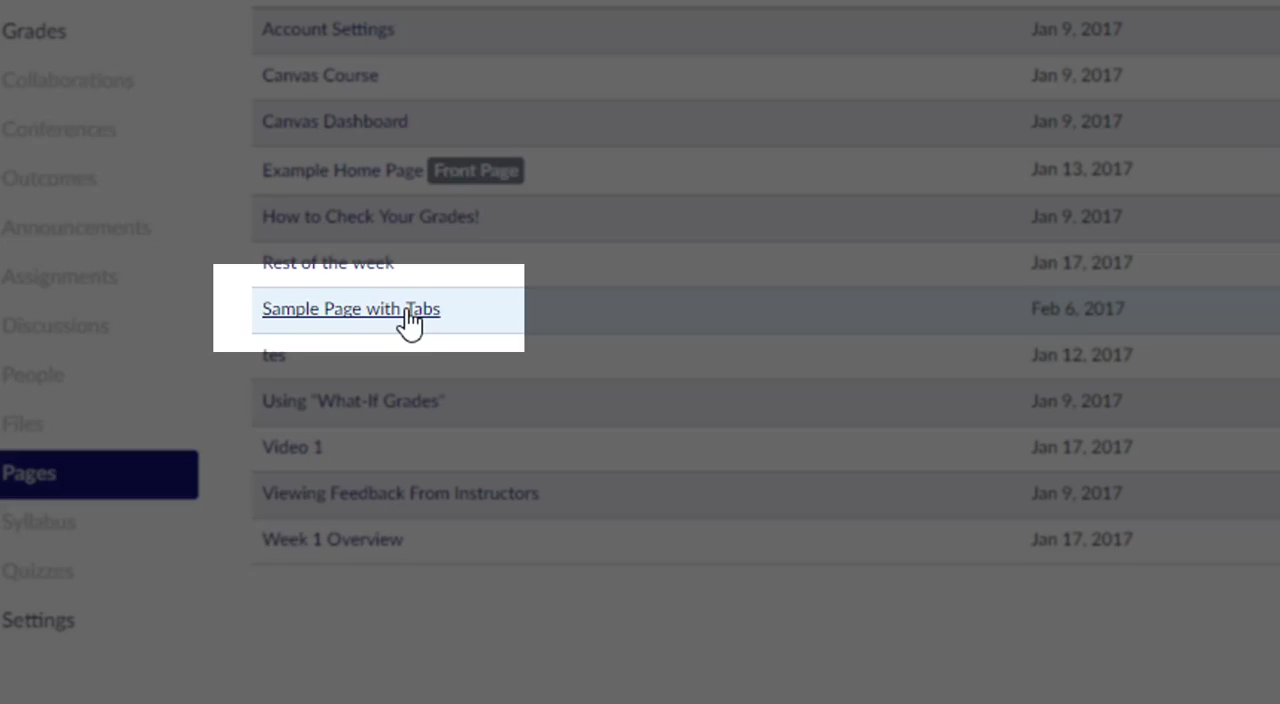 Grades
Collaborations
Conferences
Outcomes
Announcements
Assignments
Discussions
People
Files
Pages
Syllabus
Quizzes
Settings
Account Settings Jan 9, 2017
Canvas Course Jan 9, 2017
Canvas Dashboard Jan 9, 2017
Example Home Page Front Page Jan 13, 2017
How to Check Your Grades! Jan 9, 2017
Rest of the week Jan 17, 2017
Sample Page with Tabs Feb 6, 2017
tes Jan 12, 2017
Using "What-If Grades" Jan 9, 2017
Video 1 Jan 17, 2017
Viewing Feedback From Instructors Jan 9, 2017
Week 1 Overview Jan 17, 2017